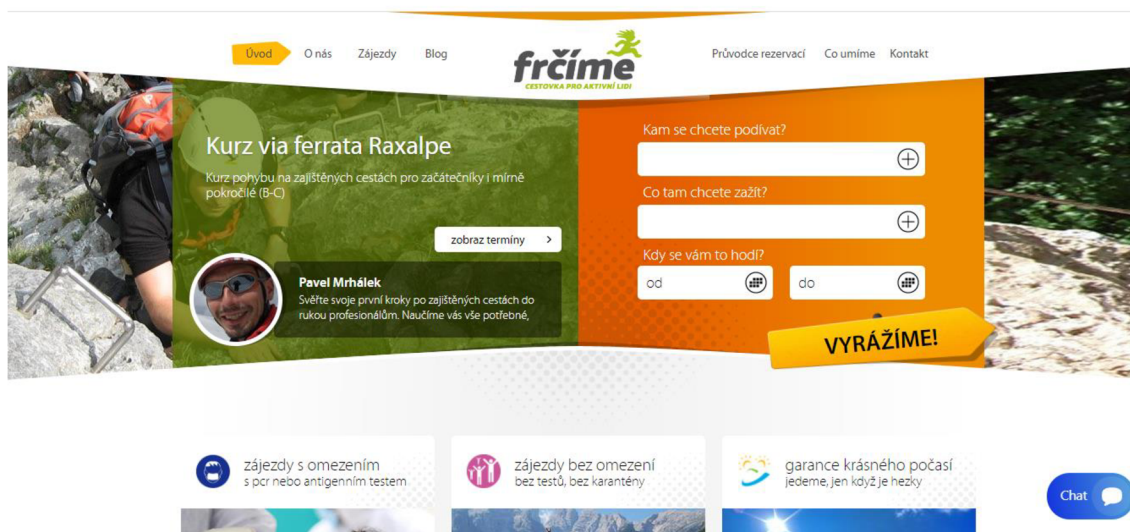 Úvod O nás Zájezdy Blog
frčíme
CESTOVKA PRO AKTIVNÍ LIDI
Průvodce rezervací Co umíme Kontakt
Kurz via ferrata Raxalpe
Kurz pohybu na zajištěných cestách pro začátečníky i mírně
pokročilé (B-C)
zobraz termíny >
Pavel Mrhálek
Svěřte svoje první kroky po zajištěných cestách do
rukou profesionálům. Naučíme vás vše potřebné,
Kam se chcete podívat?
Co tam chcete zažít?
Kdy se vám to hodí?
od do
VYRÁŽÍME!
zájezdy s omezením
s pcr nebo antigenním testem
zájezdy bez omezení
bez testů, bez karantény
garance krásného počasí
jedeme, jen když je hezky
Chat